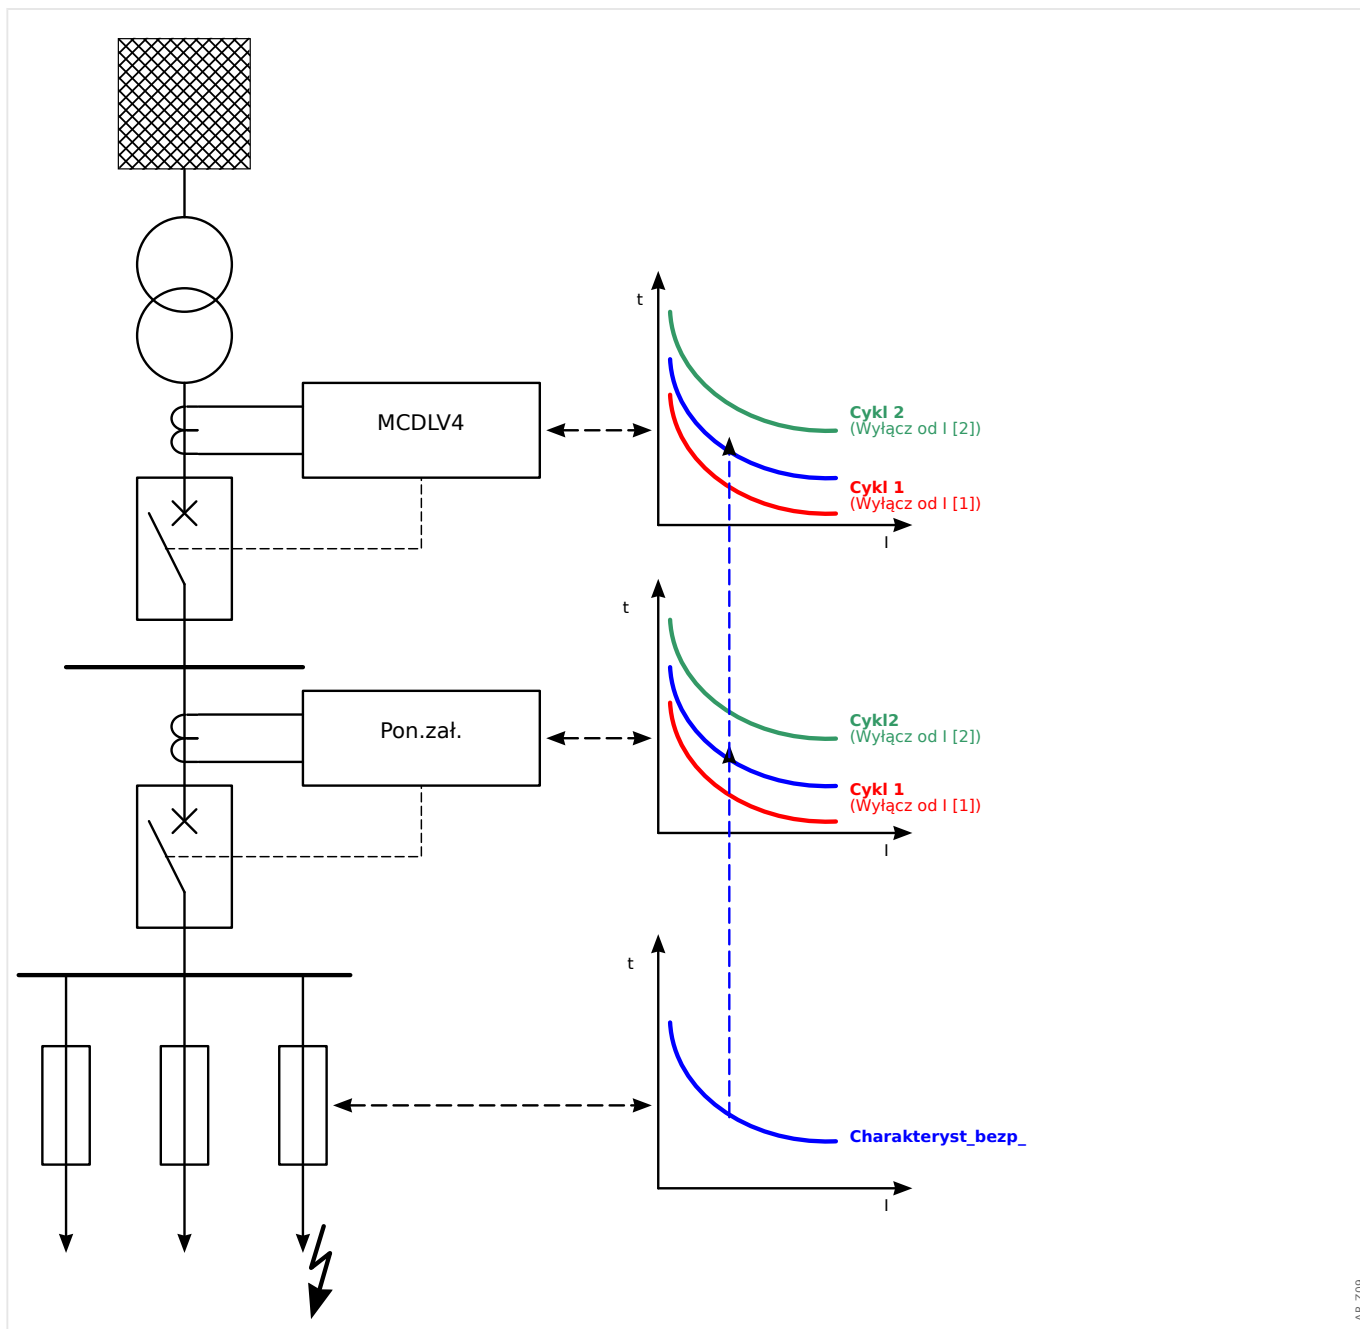 t
MCDLV4
Cykl 2
(Wyłącz od I [2])
Cykl 1
(Wyłącz od I [1])
I
t
Pon.zał.
Cykl2
(Wyłącz od I [2])
Cykl 1
(Wyłącz od I [1])
I
t
Charakteryst_bezp_
I